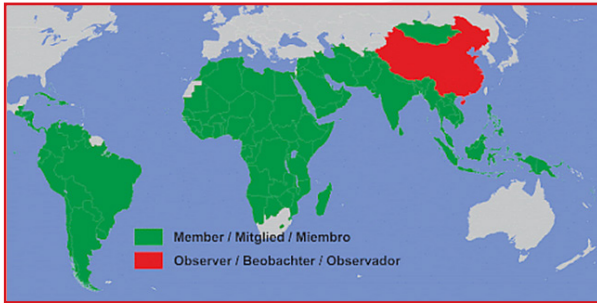 Member / Mitglied / Miembro
Observer / Beobachter / Observador